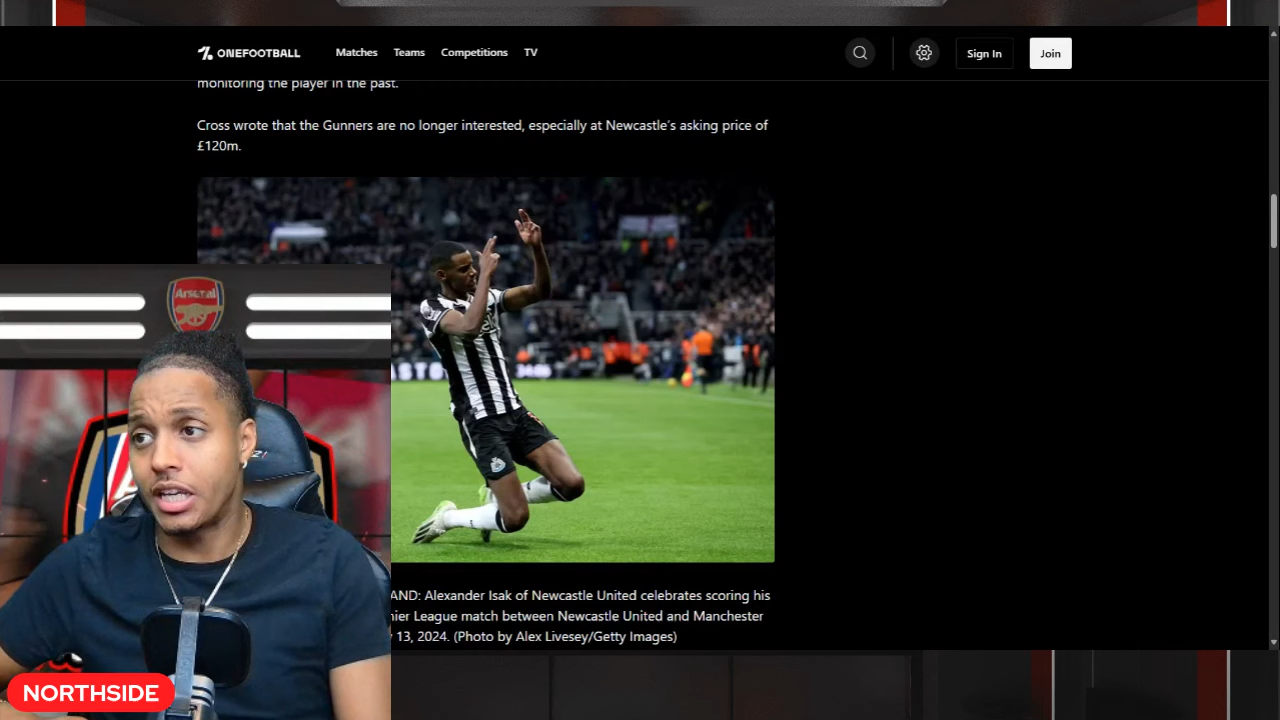 ONEFOOTBALL
Matches
Teams
Competitions
TV
Sign In
Join
monitoring the player in the past.
Cross wrote that the Gunners are no longer interested, especially at Newcastle's asking price of
£120m.
Arsenal
AND: Alexander Isak of Newcastle United celebrates scoring his
nier League match between Newcastle United and Manchester
13, 2024. (Photo by Alex Livesey/Getty Images)
NORTHSIDE